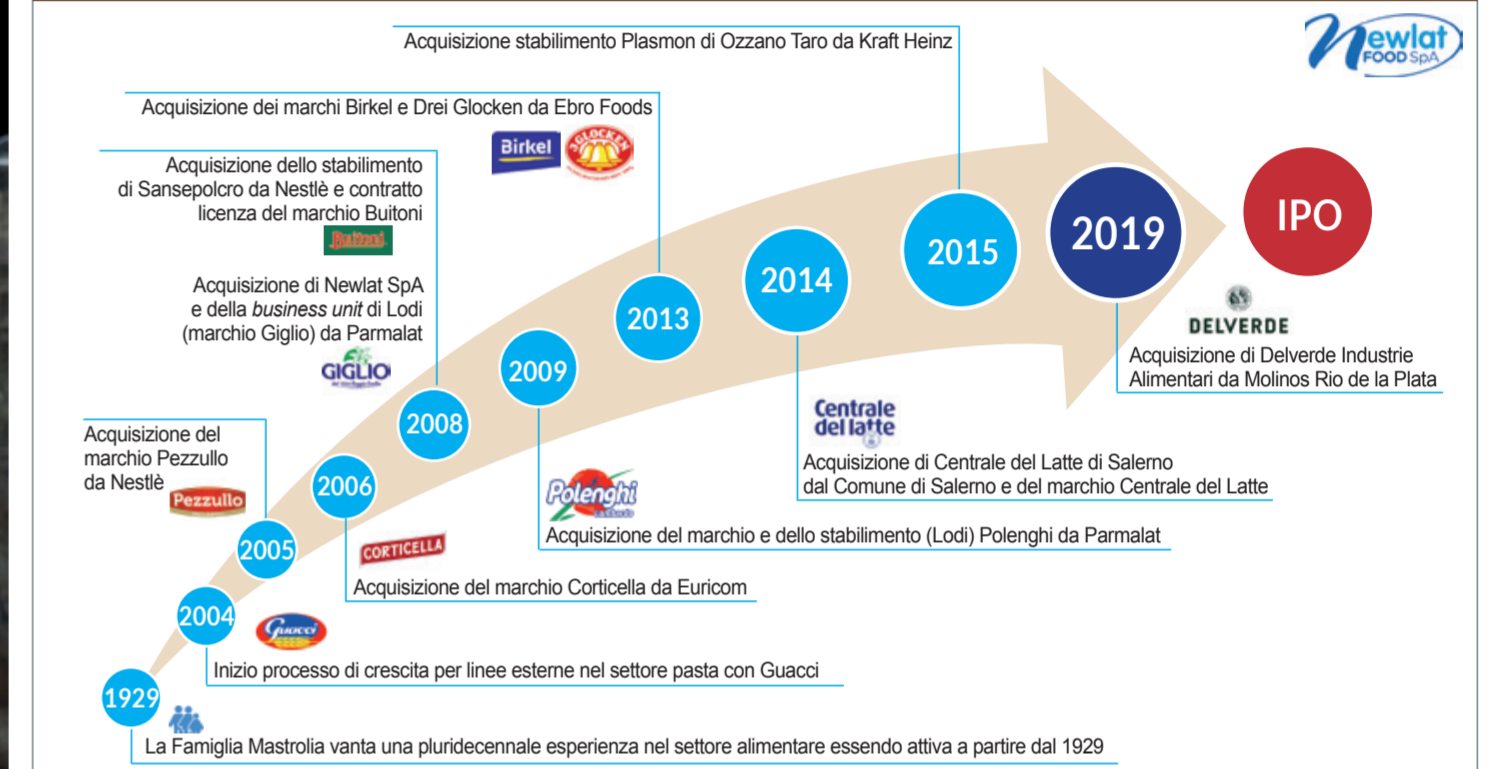 Newlat
FOOD SpA
Acquisizione stabilimento Plasmon di Ozzano Taro da Kraft Heinz
Acquisizione dei marchi Birkel e Drei Glocken da Ebro Foods
Birkel
3 GLOCKEN
Acquisizione dello stabilimento
di Sansepolcro da Nestlè e contratto
licenza del marchio Buitoni
Buitoni
Acquisizione di Newlat SpA
e della business unit di Lodi
(marchio Giglio) da Parmalat
GIGLIO
Acquisizione del
marchio Pezzullo
da Nestlè
Pezzullo
IPO
2019
2015
2014
2013
2009
2008
2006
2005
2004
1929
DELVERDE
Acquisizione di Delverde Industrie
Alimentari da Molinos Rio de la Plata
Centrale
del latte
Acquisizione di Centrale del Latte di Salerno
dal Comune di Salerno e del marchio Centrale del Latte
Polenghi
Acquisizione del marchio e dello stabilimento (Lodi) Polenghi da Parmalat
CORTICELLA
Acquisizione del marchio Corticella da Euricom
Guacci
Inizio processo di crescita per linee esterne nel settore pasta con Guacci
La Famiglia Mastrolia vanta una pluridecennale esperienza nel settore alimentare essendo attiva a partire dal 1929